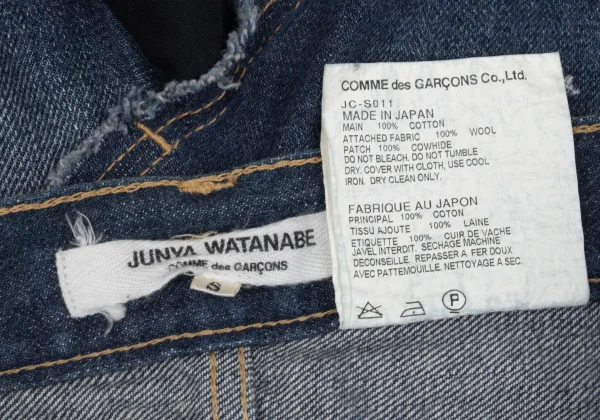 JUNYA WATANABE
COMME des GARÇONS
S
COMME des GARÇONS Co.,Ltd.
JC-S011
MADE IN JAPAN
MAIN 100% COTTON
ATTACHED FABRIC 100% WOOL
PATCH 100% COWHIDE
DO NOT BLEACH. DO NOT TUMBLE
DRY. COVER WITH CLOTH, USE COOL
IRON. DRY CLEAN ONLY.
FABRIQUE AU JAPON
PRINCIPAL 100% COTON
TISSU AJOUTE 100% LAINE
ETIQUETTE 100% CUIR DE VACHE
JAVEL INTERDIT. SECHAGE MACHINE
DECONSEILLE. REPASSER A FER DOUX
AVEC PATTEMOUILLE. NETTOYAGE A SEC.
P